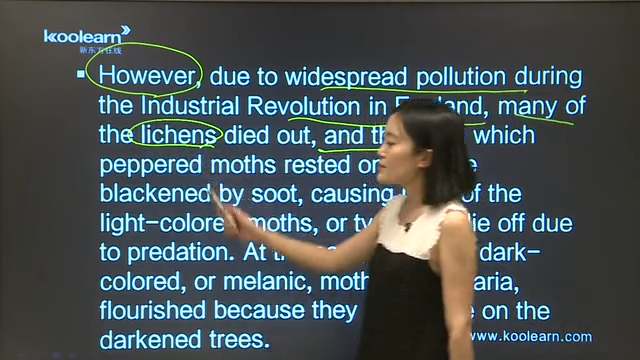 koolearn
新东方在线
However, due to widespread pollution during
the Industrial Revolution in England, many of
the lichens died out, and th which
peppered moths rested on
blackened by soot, causing of the
light-colored moths, or ty die off due
to predation. At the dark-
colored, or melanic, moth aria,
flourished because they on the
darkened trees.
www.koolearn.com